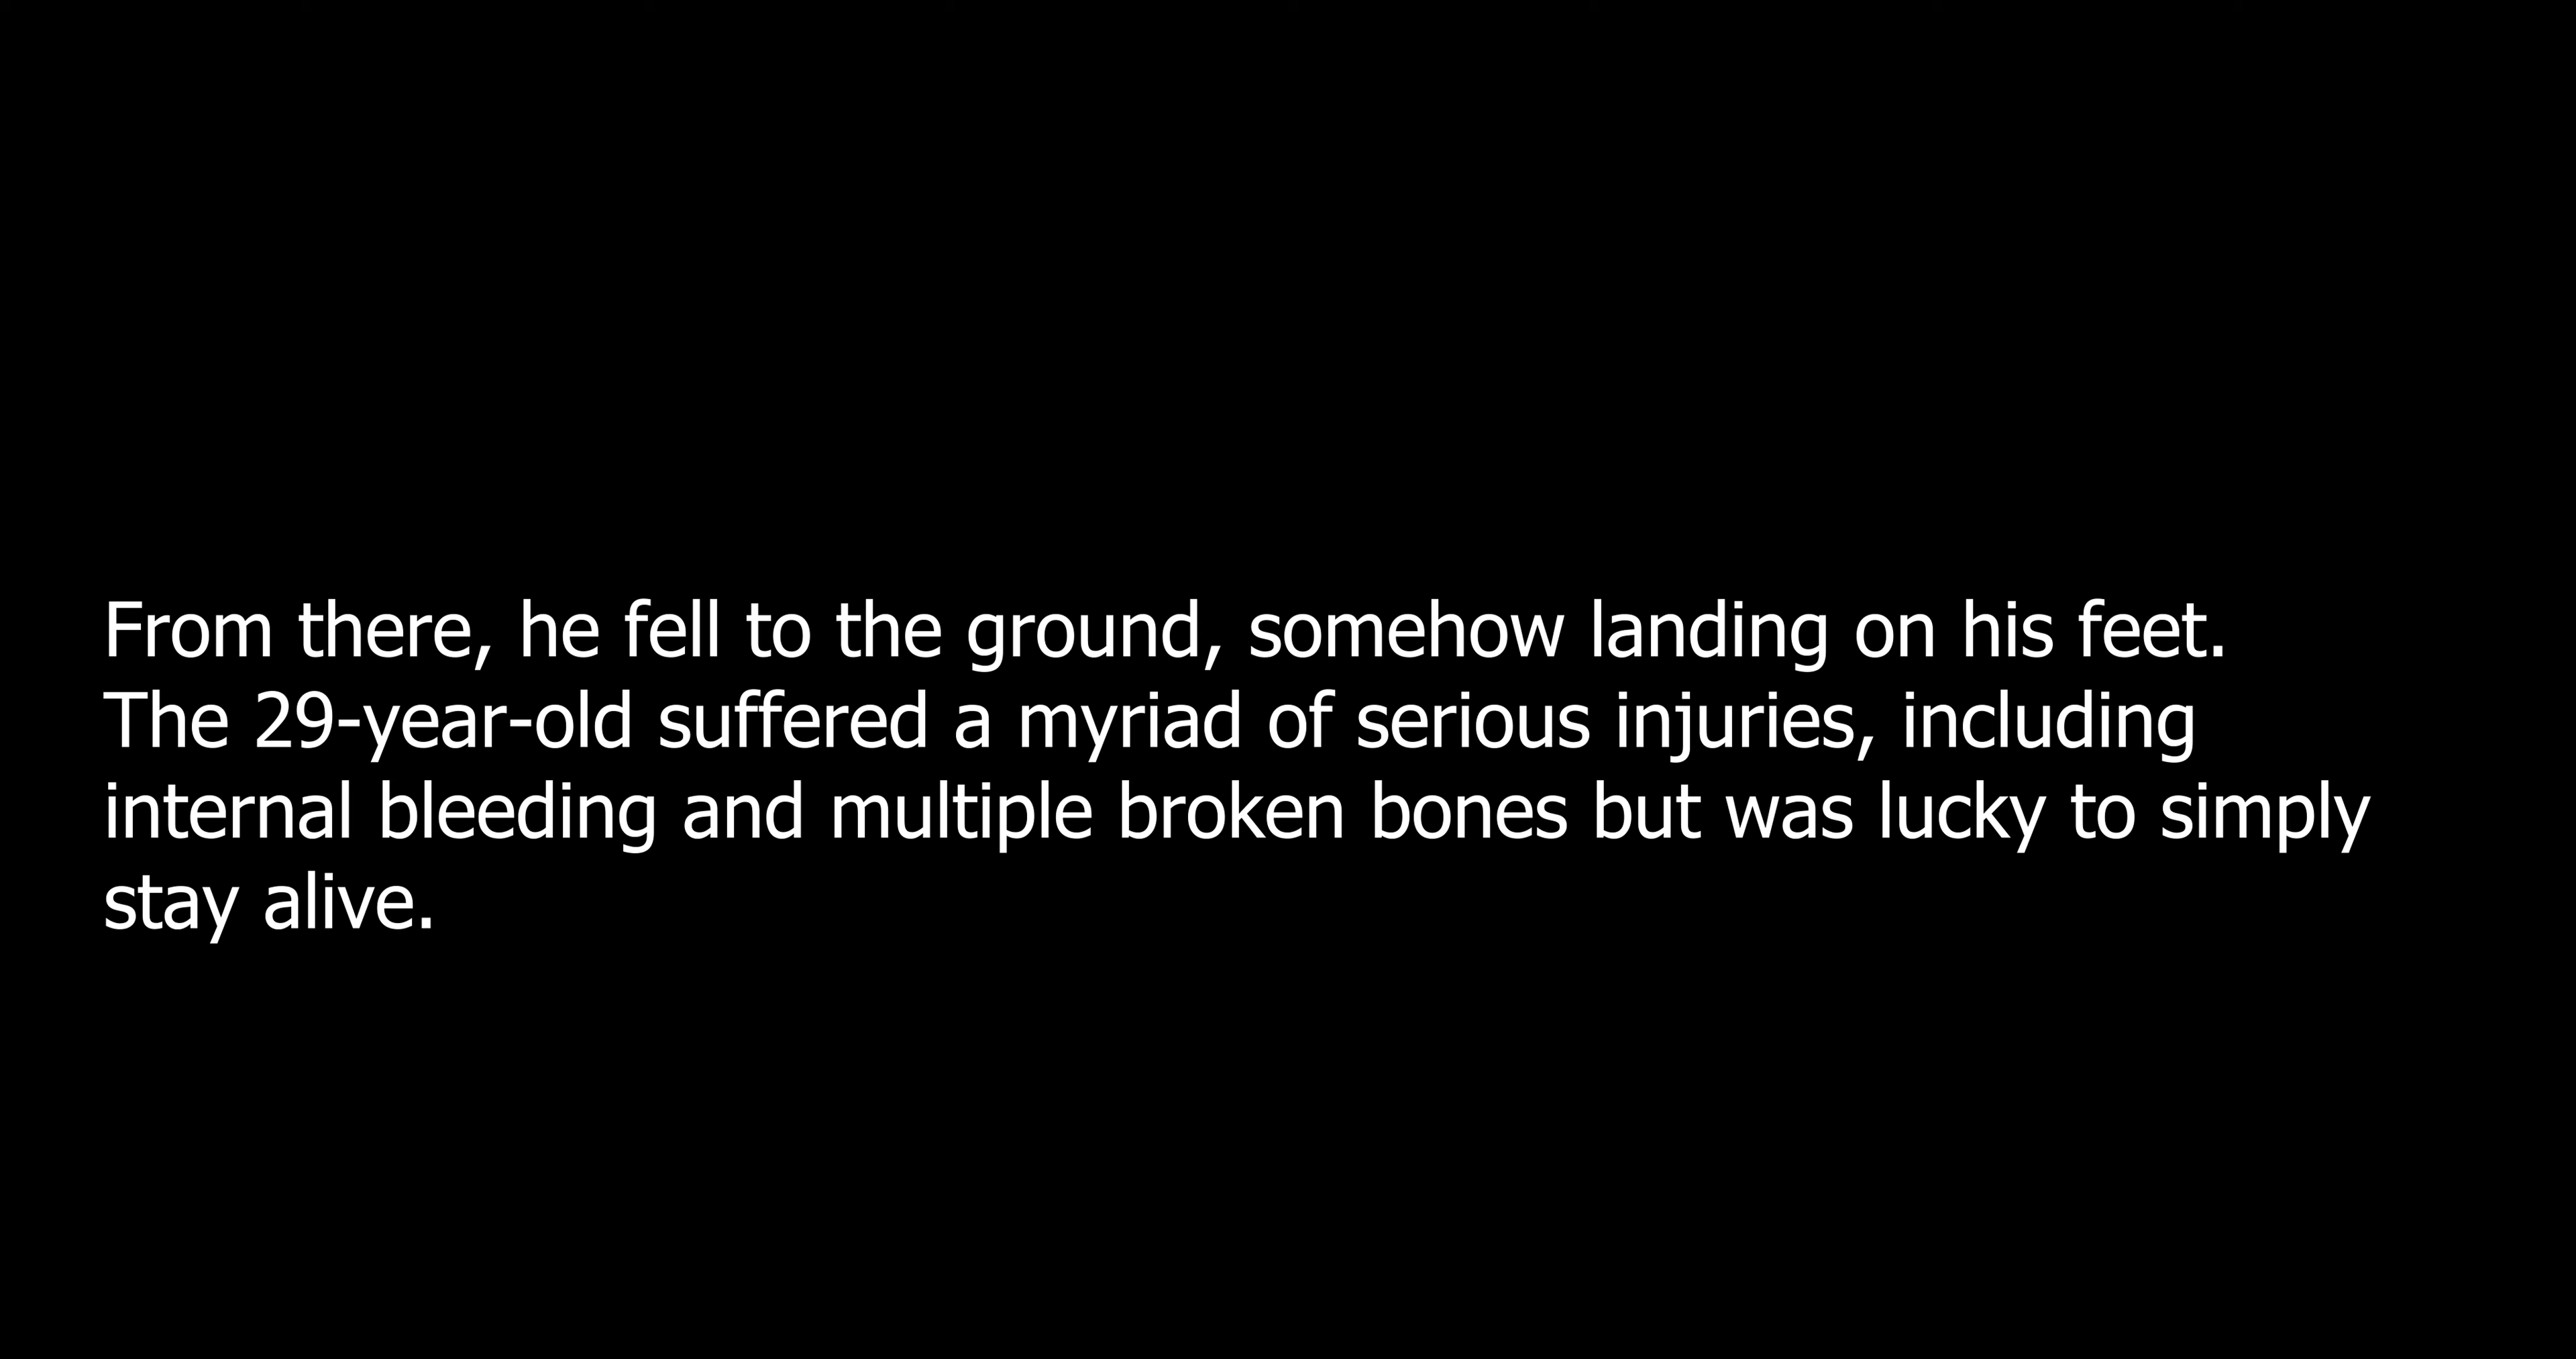 From there, he fell to the ground, somehow landing on his feet.
The 29-year-old suffered a myriad of serious injuries, including
internal bleeding and multiple broken bones but was lucky to simply
stay alive.